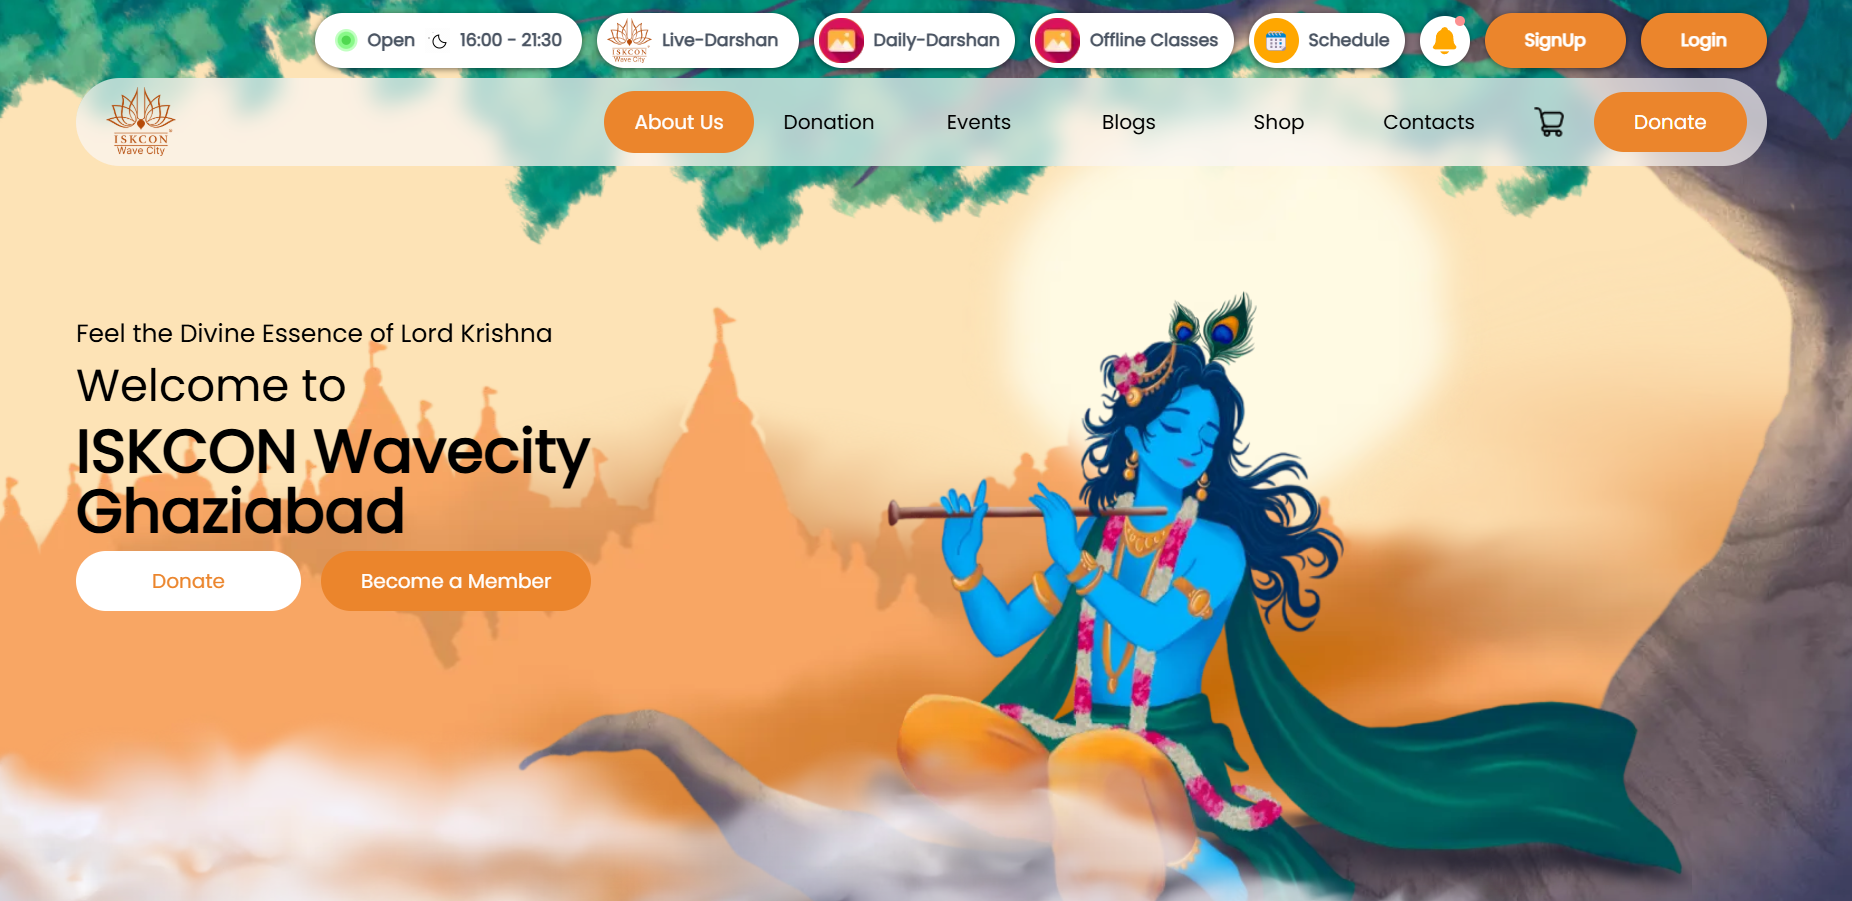 Open 16:00 - 21:30
Wave City
Live-Darshan
Daily-Darshan
Offline Classes
Schedule
SignUp
Login
ISKCON
Wave City
About Us
Donation
Events
Blogs
Shop
Contacts
Donate
Feel the Divine Essence of Lord Krishna
Welcome to
ISKCON Wavecity
Ghaziabad
Donate
Become a Member